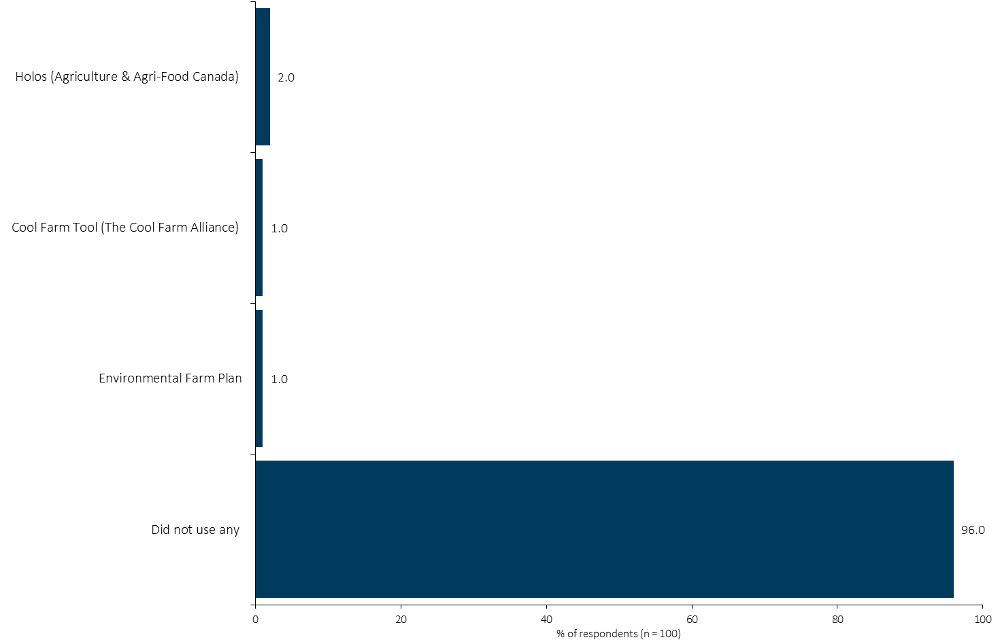 Holos (Agriculture & Agri-Food Canada)
2.0
Cool Farm Tool (The Cool Farm Alliance)
1.0
Environmental Farm Plan
1.0
Did not use any
96.0
0 20 40 60 80 100
% of respondents (n = 100)